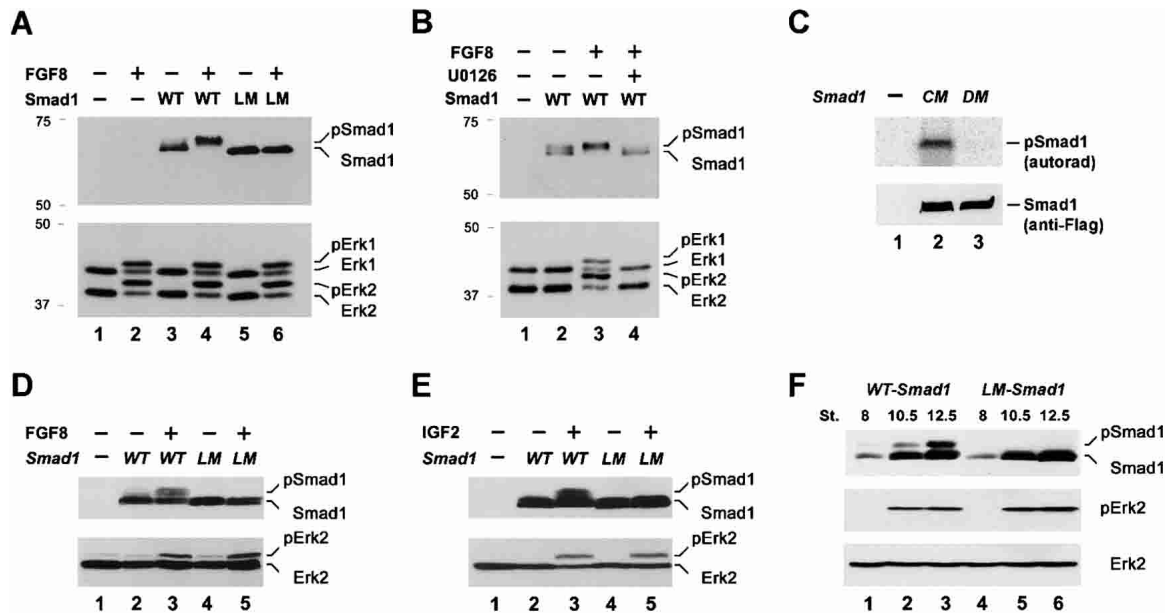 A
FGF8 – + – + – +
Smad1 – – WT WT LM LM
75
pSmad1
Smad1
50
50
pErk1
Erk1
pErk2
Erk2
37
1 2 3 4 5 6
B
FGF8 – – + +
U0126 +
Smad1 – WT WT WT
75
pSmad1
Smad1
50
50
pErk1
Erk1
pErk2
Erk2
37
1 2 3 4
C
Smad1 – CM DM
pSmad1
(autorad)
Smad1
(anti-Flag)
1 2 3
D
FGF8 – – + – +
Smad1 – WT WT LM LM
pSmad1
Smad1
pErk2
Erk2
1 2 3 4 5
E
IGF2 – – + – +
Smad1 – WT WT LM LM
pSmad1
Smad1
pErk2
Erk2
1 2 3 4 5
F
WT-Smad1 LM-Smad1
St. 8 10.5 12.5 8 10.5 12.5
pSmad1
Smad1
pErk2
Erk2
1 2 3 4 5 6